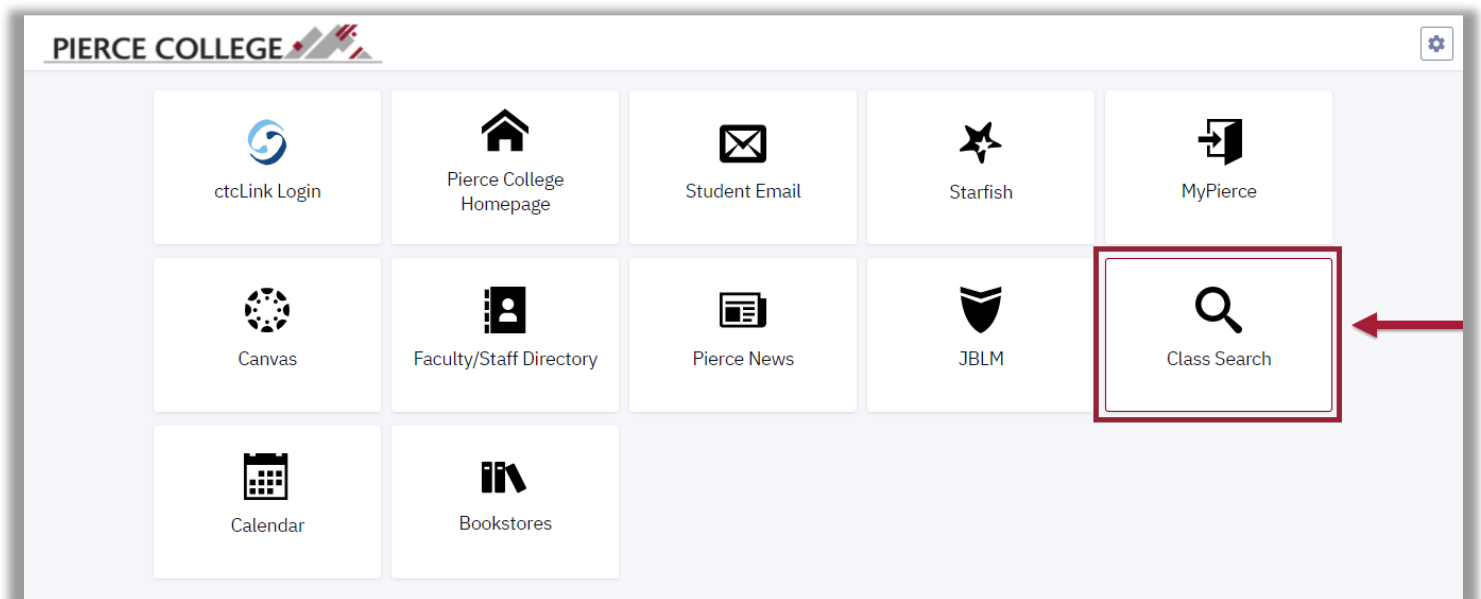 PIERCE COLLEGE
ctcLink Login
Pierce College
Homepage
Student Email
Starfish
MyPierce
Canvas
Faculty/Staff Directory
Pierce News
JBLM
Class Search
Calendar
Bookstores